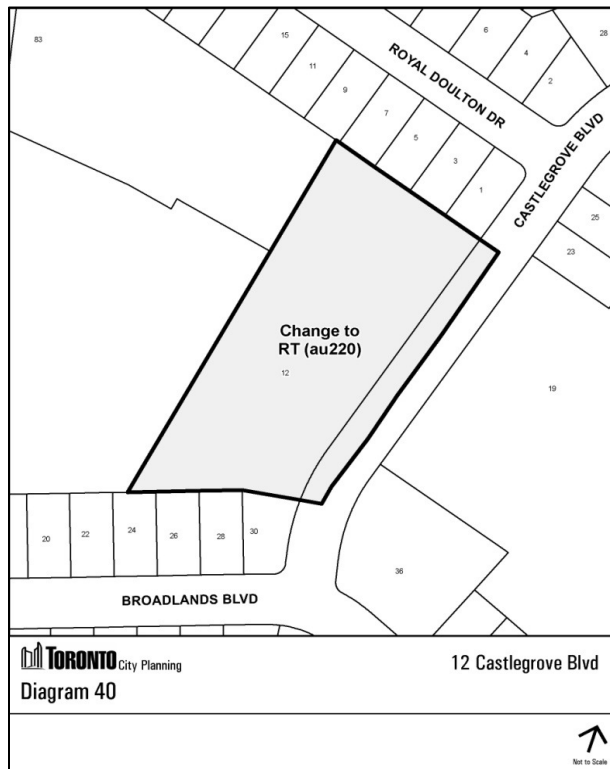 83
15
11
9
7
5
3
1
ROYAL DOULTON DR
6
4
2
28
CASTLEGROVE BLVD
25
23
Change to
RT (au220)
12
19
20
22
24
26
28
30
36
BROADLANDS BLVD
TORONTO City Planning
12 Castlegrove Blvd
Diagram 40
Not to Scale